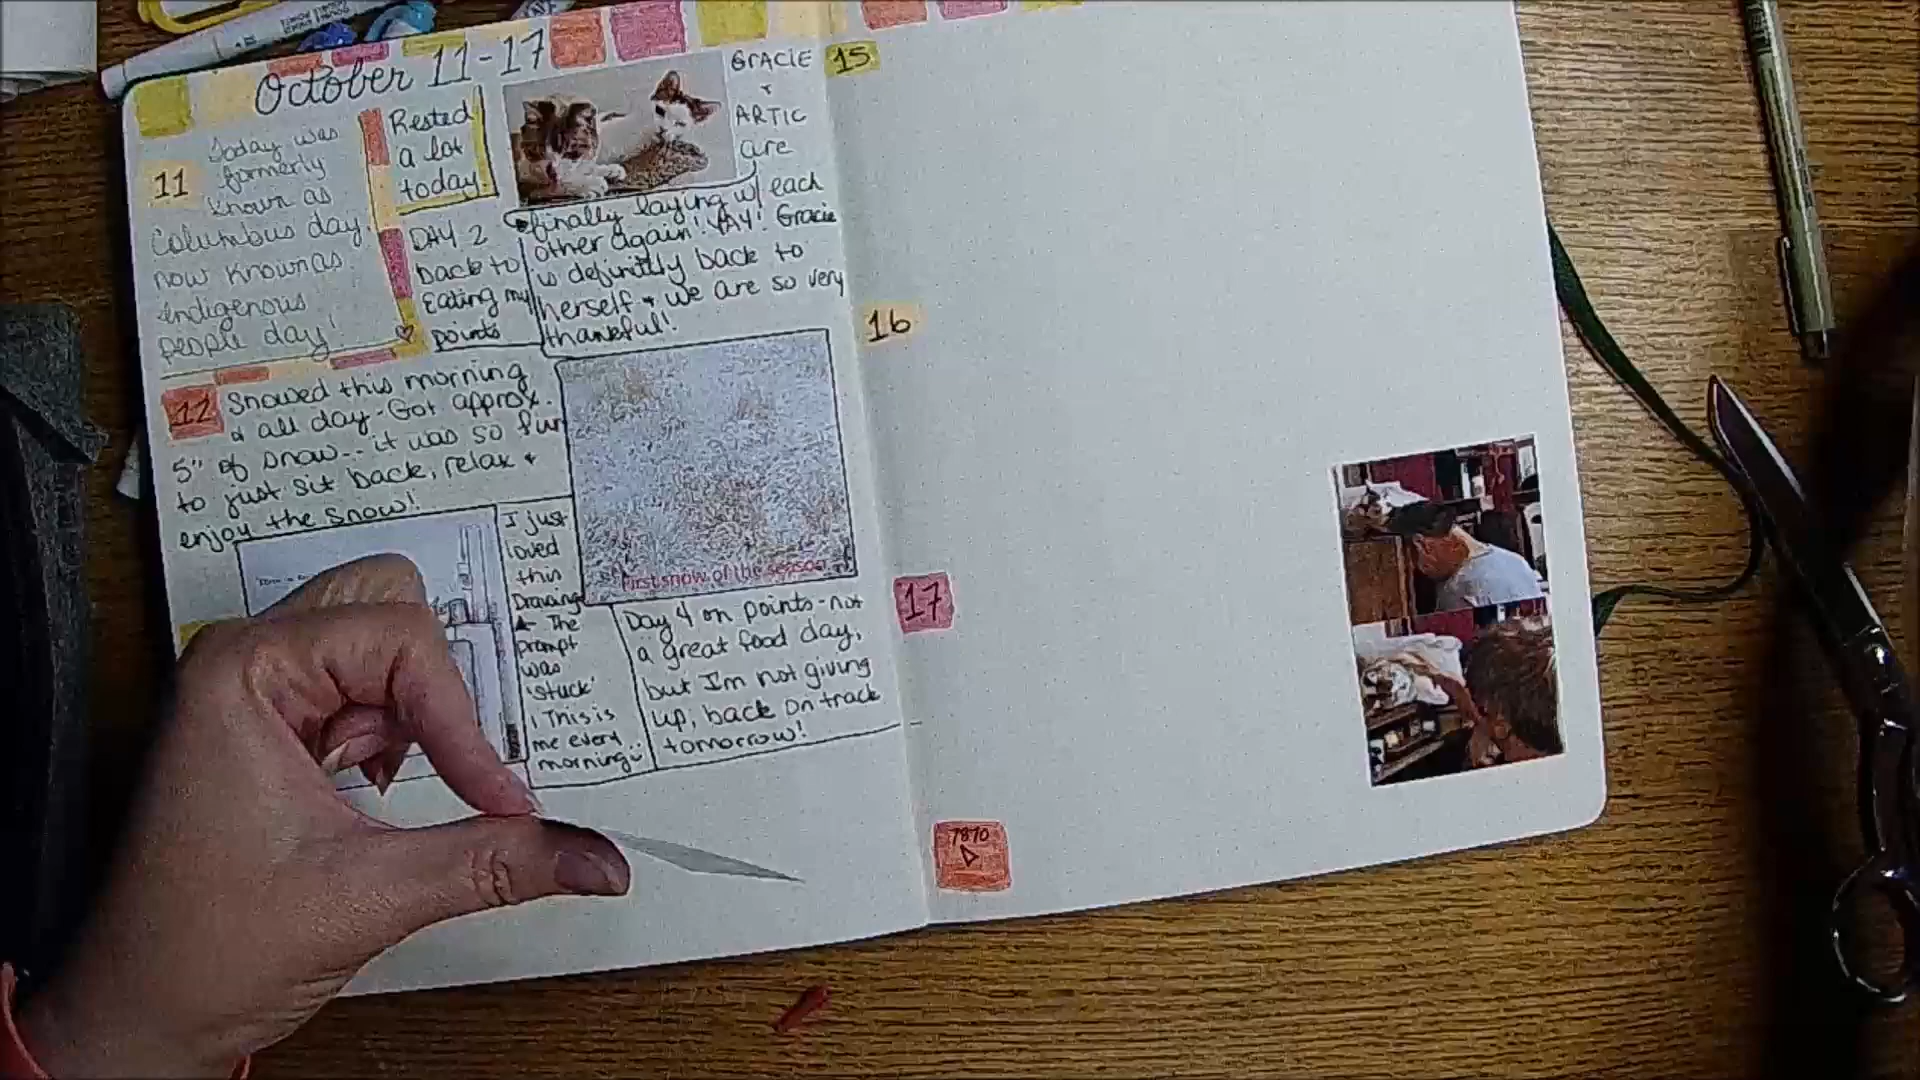 October 11-17
11
Today was
formerly
known as
Columbus day.
now known as
Indigenous
people day!
Rested
a lot
today.
DAY 2
back to
Eating my
points
GRACIE
+
ARTIC
are
finally laying w/ each
other again! YAY! Gracie
is definitily back to
herself + we are so very
thankful!
12 Snowed this morning
+ all day - Got approx.
5" of snow... it was so fun
to just sit back, relax +
enjoy the snow!
I just
loved
this
Drawing
The
prompt
was
'stuck'
This is
me every
morning
First snow of the season
Day 4 on points - not
a great food day,
but I'm not giving
up, back on track
tomorrow!
15
16
17
7870